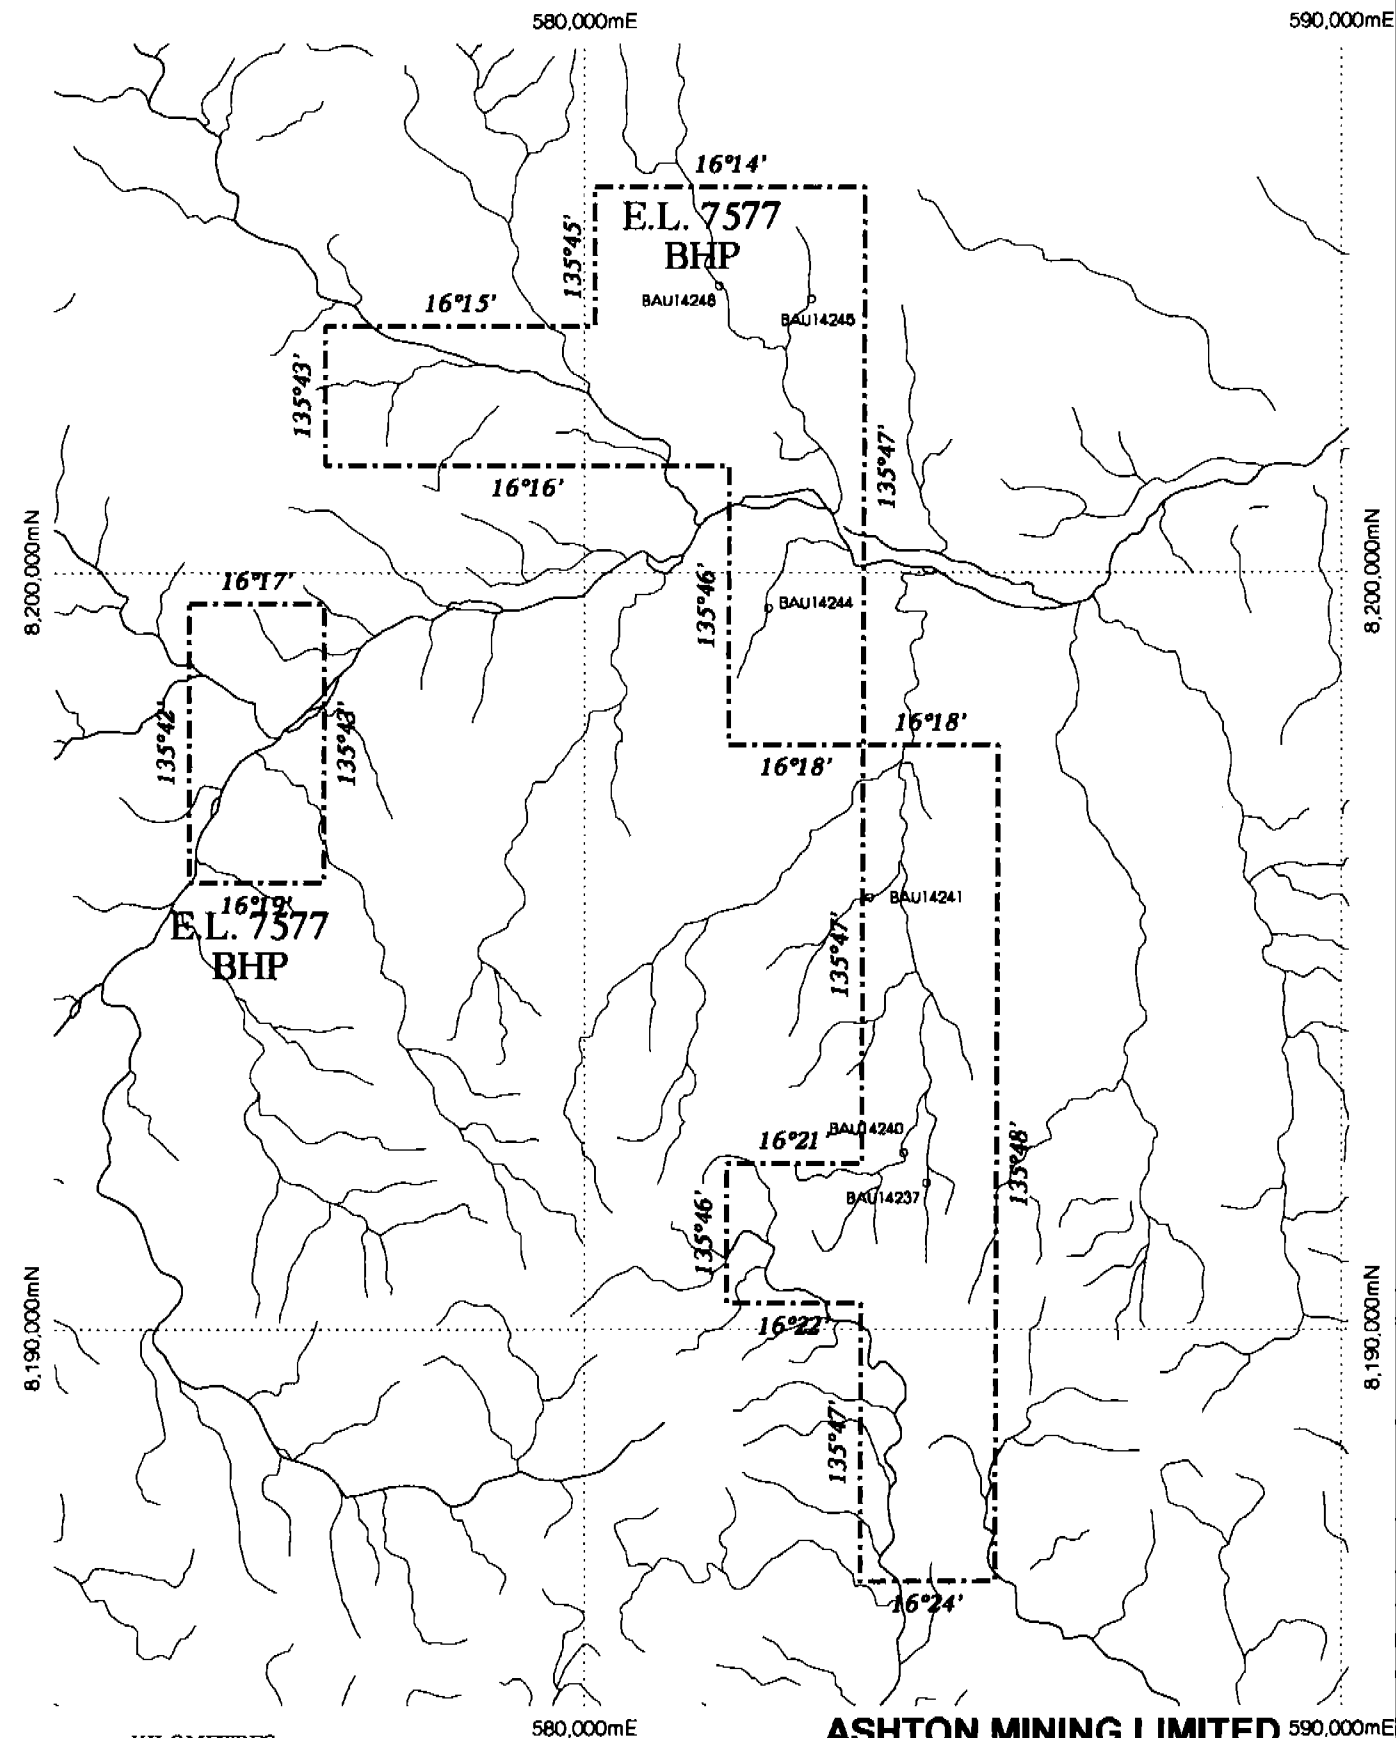 580,000mE
590,000mE
16°14'
E.L. 7577
BHP
135°45'
BAU14248
16°15'
BAU14245
135°43'
135°47'
16°16'
8,200,000mN
8,200,000mN
16°17'
135°46'
BAU14244
135°42'
135°43'
16°18'
16°18'
16°19'
E.L. 7577
BHP
BAU14241
135°47'
BAU14240
16°21'
135°48'
BAU14237
135°46'
8,190,000mN
8,190,000mN
16°22'
135°47'
16°24'
580,000mE
ASHTON MINING LIMITED
590,000mE